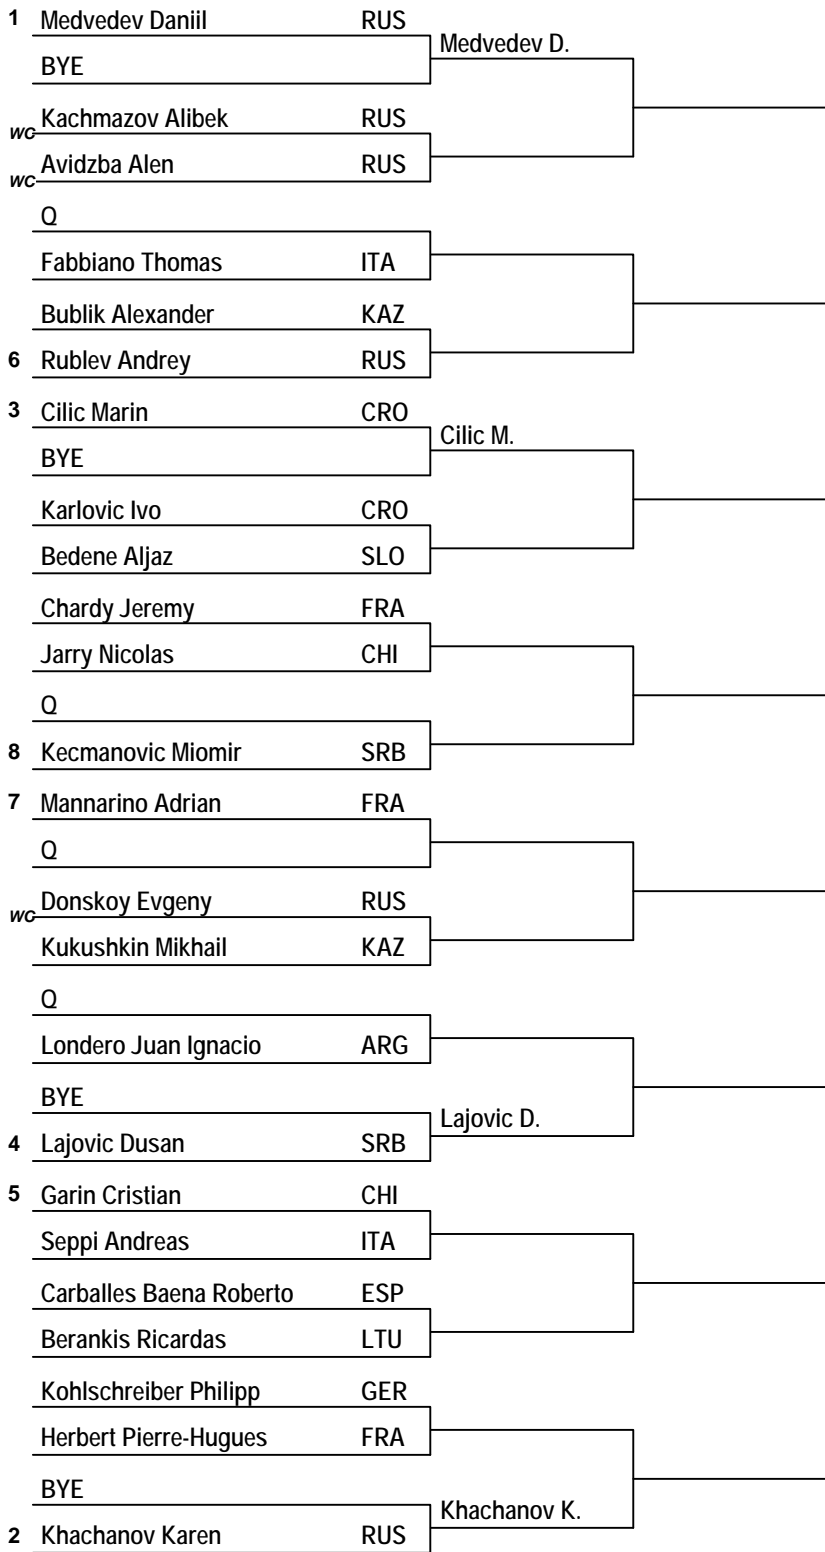 1 Medvedev Daniil RUS
Medvedev D.
BYE
WC Kachmazov Alibek RUS
WC Avidzba Alen RUS
Q
Fabbiano Thomas ITA
Bublik Alexander KAZ
6 Rublev Andrey RUS
3 Cilic Marin CRO
Cilic M.
BYE
Karlovic Ivo CRO
Bedene Aljaz SLO
Chardy Jeremy FRA
Jarry Nicolas CHI
Q
8 Kecmanovic Miomir SRB
7 Mannarino Adrian FRA
Q
WC Donskoy Evgeny RUS
Kukushkin Mikhail KAZ
Q
Londero Juan Ignacio ARG
BYE
Lajovic D.
4 Lajovic Dusan SRB
5 Garin Cristian CHI
Seppi Andreas ITA
Carballes Baena Roberto ESP
Berankis Ricardas LTU
Kohlschreiber Philipp GER
Herbert Pierre-Hugues FRA
BYE
Khachanov K.
2 Khachanov Karen RUS